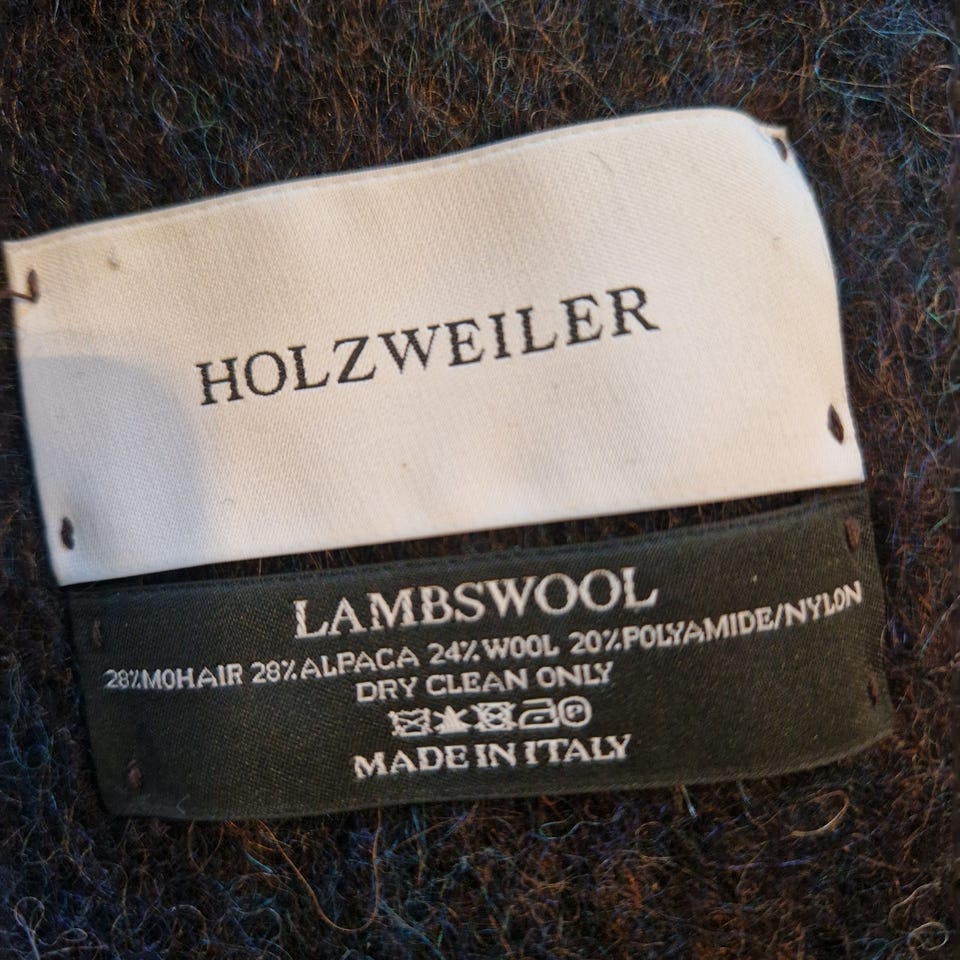 HOLZWEILER
LAMBSWOOL
28%MOHAIR 28%ALPACA 24%WOOL 20%POLYAMIDE/NYLON
DRY CLEAN ONLY
P
MADE IN ITALY